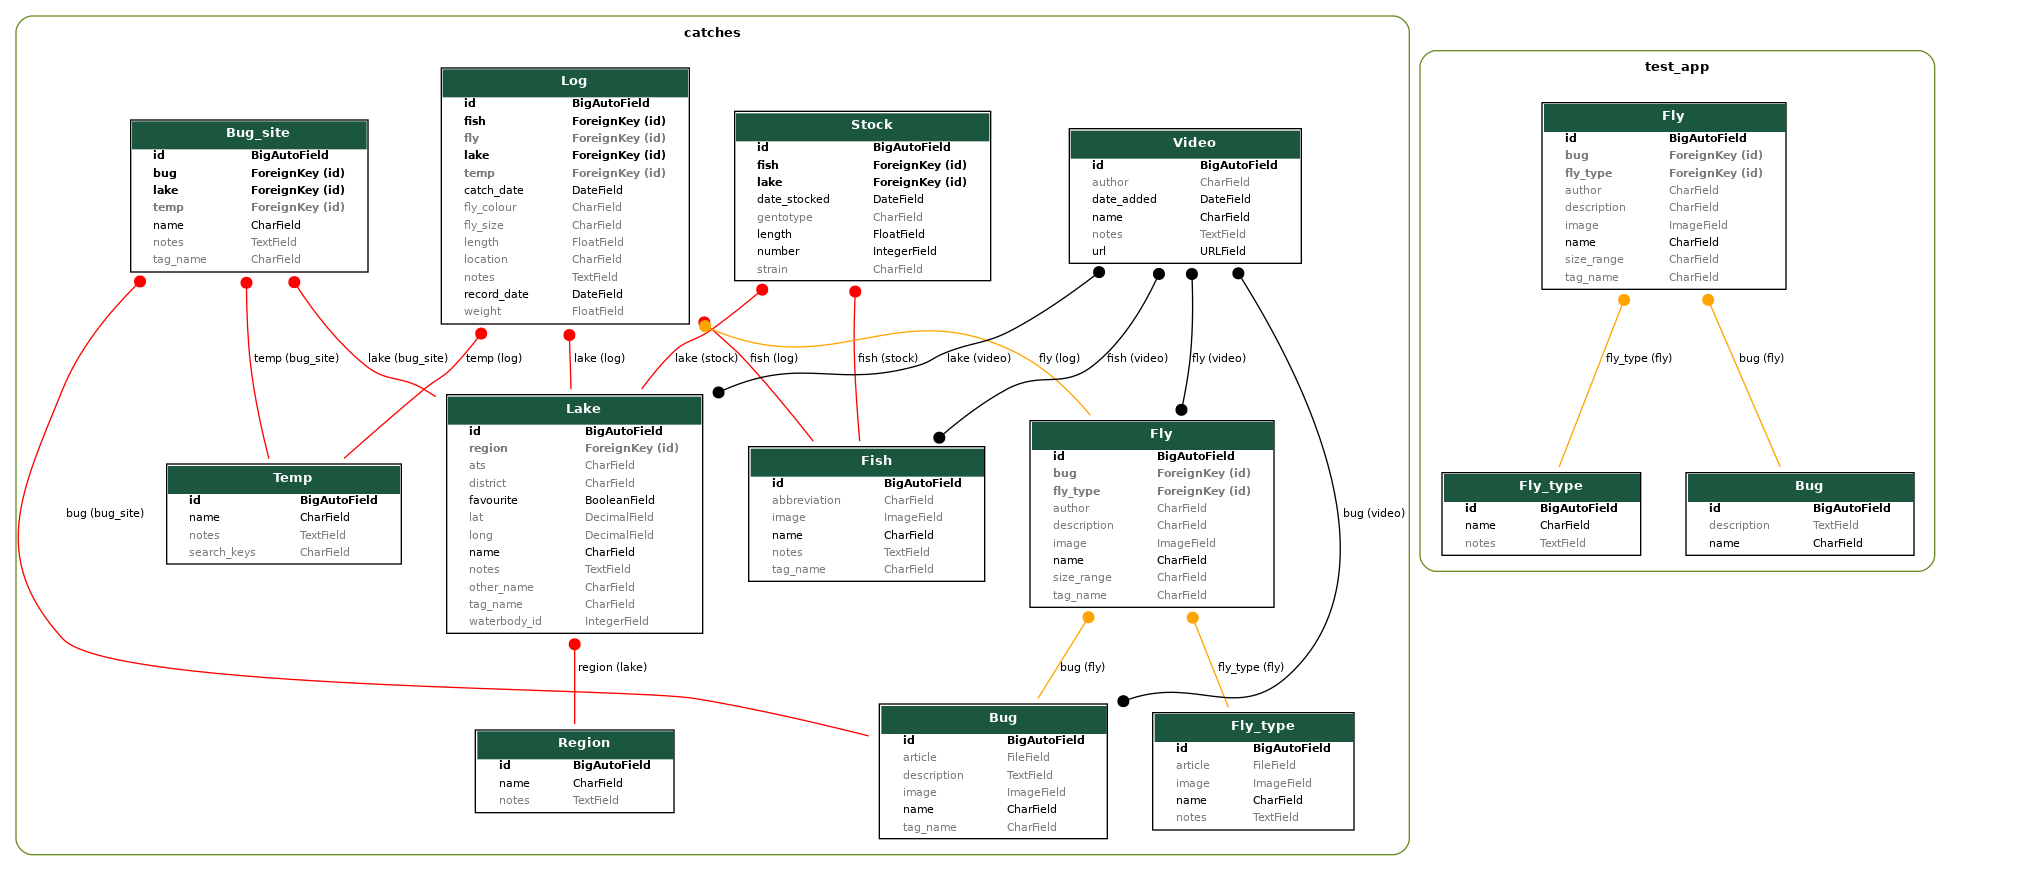 catches
Log
id BigAutoField
fish ForeignKey (id)
fly ForeignKey (id)
lake ForeignKey (id)
temp ForeignKey (id)
catch_date DateField
fly_colour CharField
fly_size CharField
length FloatField
location CharField
notes TextField
record_date DateField
weight FloatField
Bug_site
id BigAutoField
bug ForeignKey (id)
lake ForeignKey (id)
temp ForeignKey (id)
name CharField
notes TextField
tag_name CharField
Stock
id BigAutoField
fish ForeignKey (id)
lake ForeignKey (id)
date_stocked DateField
gentotype CharField
length FloatField
number IntegerField
strain CharField
Video
id BigAutoField
author CharField
date_added DateField
name CharField
notes TextField
url URLField
temp (bug_site)
lake (bug_site)
temp (log)
lake (log)
lake (stock)
fish (log)
fish (stock)
lake (video)
fly (log)
fish (video)
fly (video)
Lake
id BigAutoField
region ForeignKey (id)
ats CharField
district CharField
favourite BooleanField
lat DecimalField
long DecimalField
name CharField
notes TextField
other_name CharField
tag_name CharField
waterbody_id IntegerField
Temp
id BigAutoField
name CharField
notes TextField
search_keys CharField
Fish
id BigAutoField
abbreviation CharField
image ImageField
name CharField
notes TextField
tag_name CharField
Fly
id BigAutoField
bug ForeignKey (id)
fly_type ForeignKey (id)
author CharField
description CharField
image ImageField
name CharField
size_range CharField
tag_name CharField
bug (bug_site)
bug (video)
region (lake)
bug (fly)
fly_type (fly)
Region
id BigAutoField
name CharField
notes TextField
Bug
id BigAutoField
article FileField
description TextField
image ImageField
name CharField
tag_name CharField
Fly_type
id BigAutoField
article FileField
image ImageField
name CharField
notes TextField
test_app
Fly
id BigAutoField
bug ForeignKey (id)
fly_type ForeignKey (id)
author CharField
description CharField
image ImageField
name CharField
size_range CharField
tag_name CharField
fly_type (fly)
bug (fly)
Fly_type
id BigAutoField
name CharField
notes TextField
Bug
id BigAutoField
description TextField
name CharField